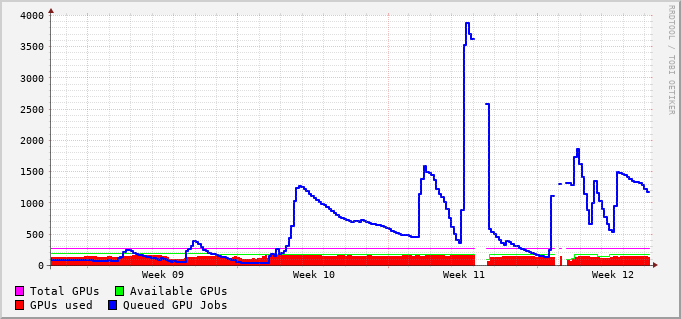 4000
3500
3000
2500
2000
1500
1000
500
0
Week 09 Week 10 Week 11 Week 12
Total GPUs Available GPUs
GPUs used Queued GPU Jobs
RRDTOOL / TOBI OETIKER